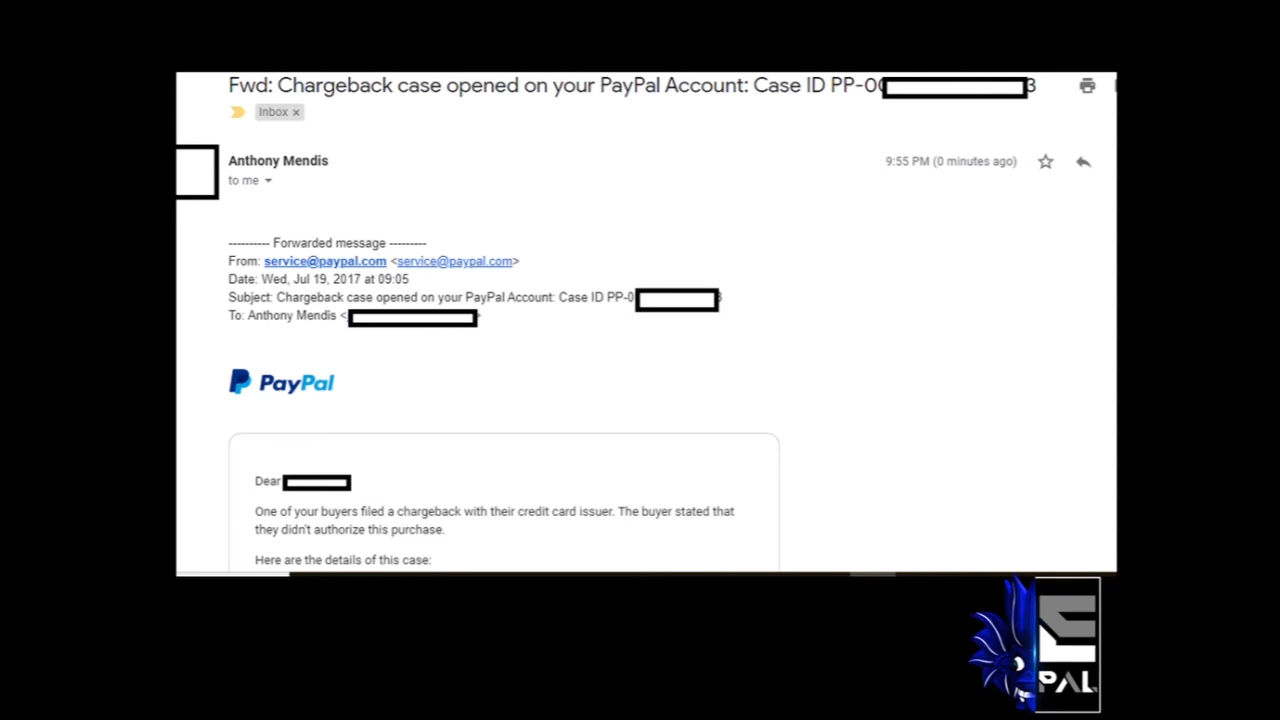 Fwd: Chargeback case opened on your PayPal Account: Case ID PP-00 3
Inbox x
Anthony Mendis
9:55 PM (0 minutes ago)
to me
---------- Forwarded message ---------
From: service@paypal.com <service@paypal.com>
Date: Wed, Jul 19, 2017 at 09:05
Subject: Chargeback case opened on your PayPal Account: Case ID PP-0
To: Anthony Mendis <
PayPal
Dear
One of your buyers filed a chargeback with their credit card issuer. The buyer stated that
they didn't authorize this purchase.
Here are the details of this case:
E
PAL